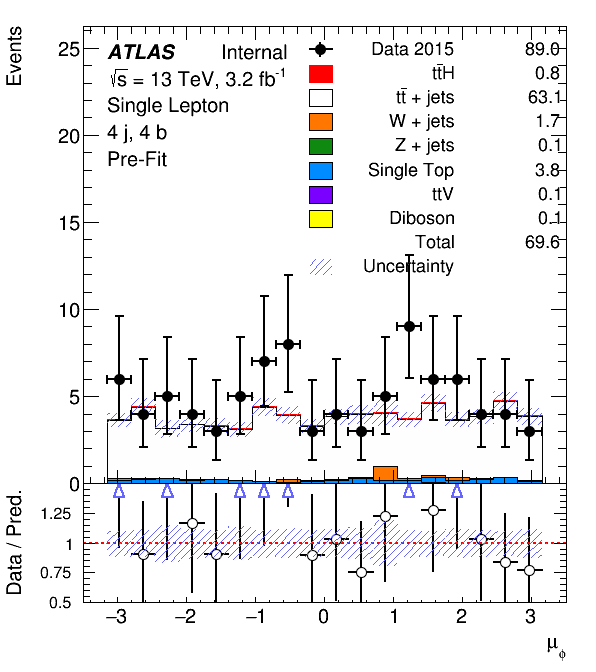 Events
25
20
15
10
5
0
ATLAS Internal
√s = 13 TeV, 3.2 fb-1
Single Lepton
4 j, 4 b
Pre-Fit
Data 2015 89.0
tt̄H 0.8
tt̄ + jets 63.1
W + jets 1.7
Z + jets 0.1
Single Top 3.8
ttV 0.1
Diboson 0.1
Total 69.6
Uncertainty
Data / Pred.
1.25
1
0.75
0.5
−3 −2 −1 0 1 2 3
μφ